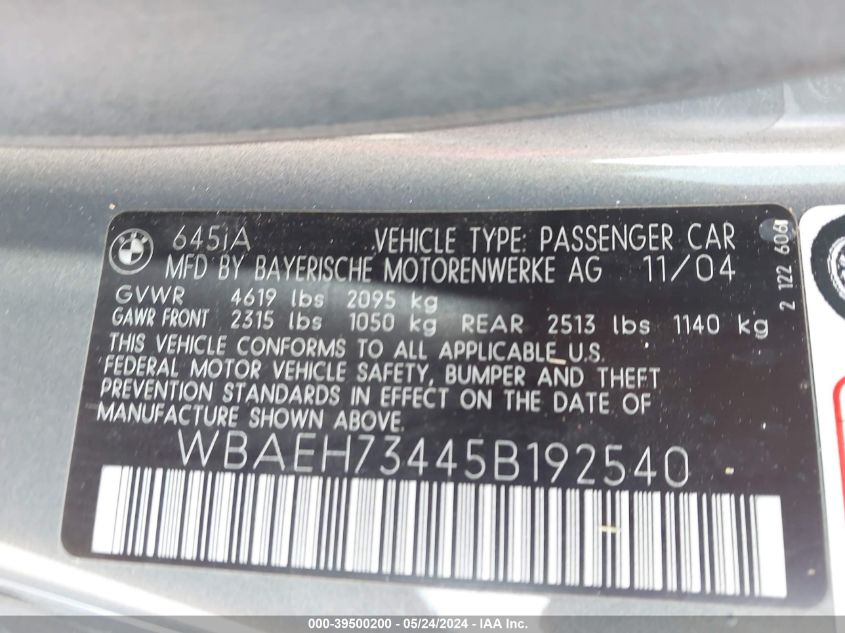 645iA VEHICLE TYPE: PASSENGER CAR
MFD BY BAYERISCHE MOTORENWERKE AG 11/04
GVWR 4619 lbs 2095 kg
GAWR FRONT 2315 lbs 1050 kg REAR 2513 lbs 1140 kg
THIS VEHICLE CONFORMS TO ALL APPLICABLE U.S.
FEDERAL MOTOR VEHICLE SAFETY, BUMPER AND THEFT
PREVENTION STANDARDS IN EFFECT ON THE DATE OF
MANUFACTURE SHOWN ABOVE.
WBAEH73445B192540
2 122 606
000-39500200 - 05/24/2024 - IAA Inc.